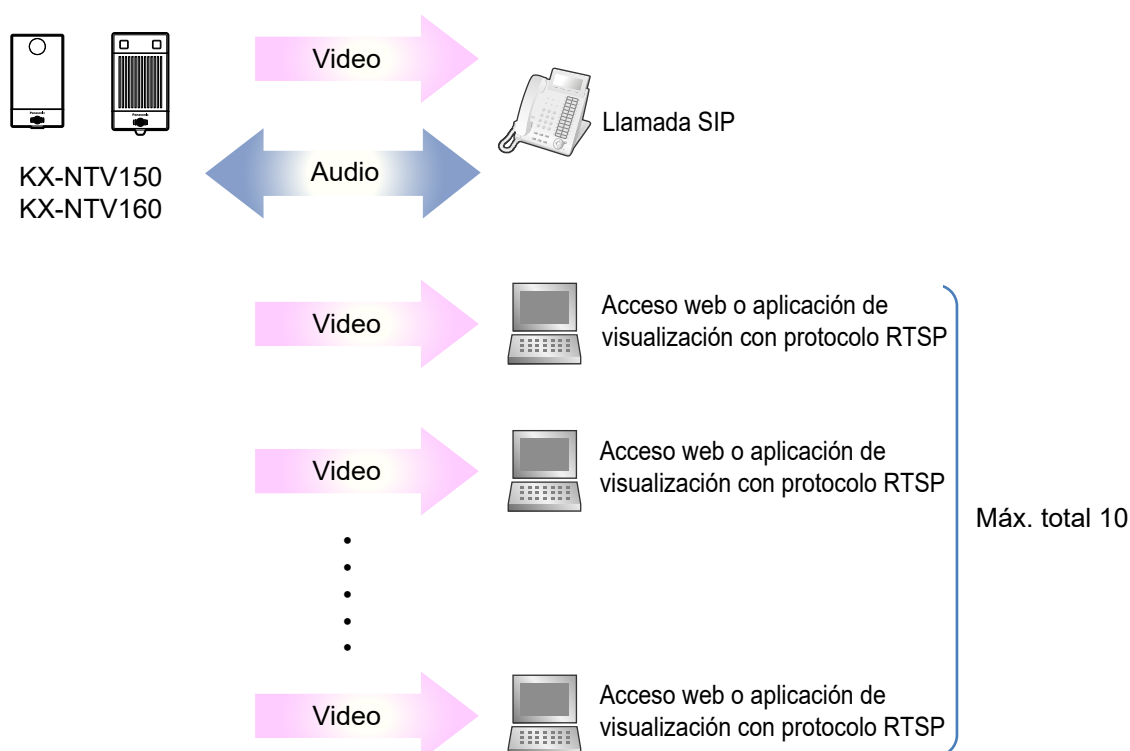 Video
Llamada SIP
Audio
KX-NTV150
KX-NTV160
Video
Acceso web o aplicación de
visualización con protocolo RTSP
Video
Acceso web o aplicación de
visualización con protocolo RTSP
Máx. total 10
Video
Acceso web o aplicación de
visualización con protocolo RTSP